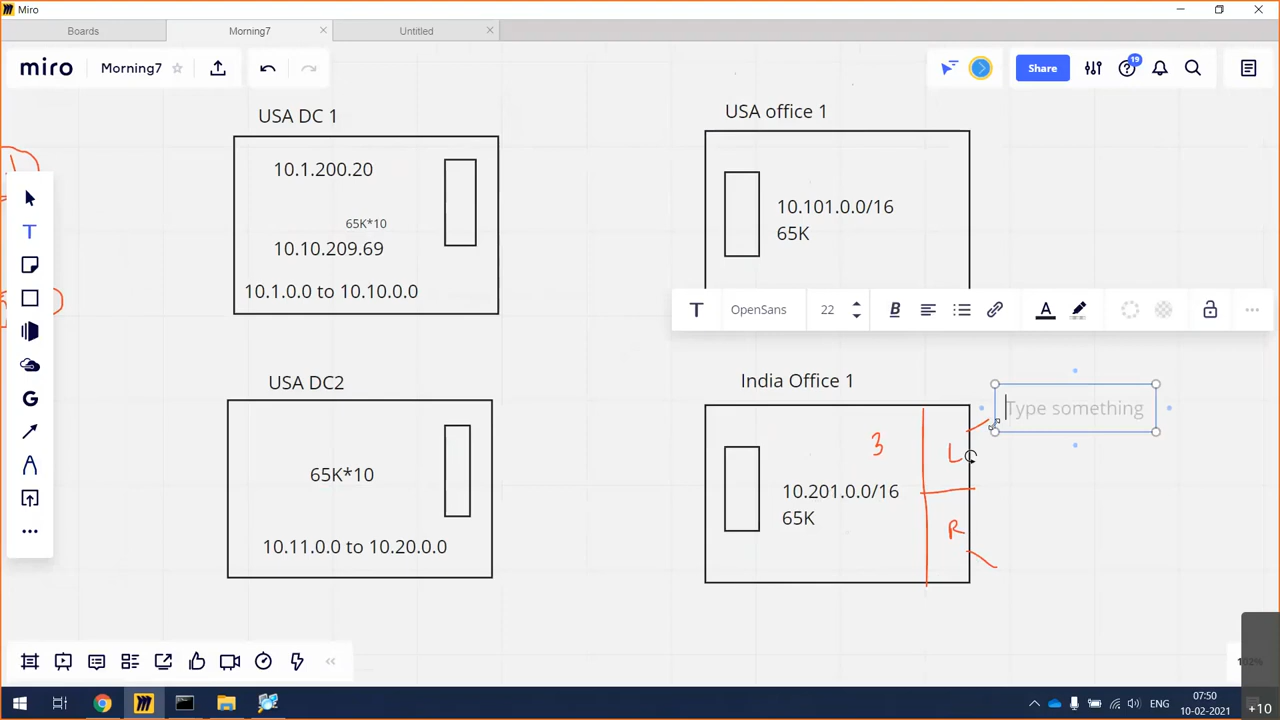 Miro
Boards
Morning7
Untitled
miro
Morning7
19
Share
USA DC 1
10.1.200.20
65K*10
10.10.209.69
10.1.0.0 to 10.10.0.0
USA office 1
10.101.0.0/16
65K
OpenSans
22
USA DC2
65K*10
10.11.0.0 to 10.20.0.0
India Office 1
3
10.201.0.0/16
65K
L
R
Type something
102%
07:50
ENG
10-02-2021
+10